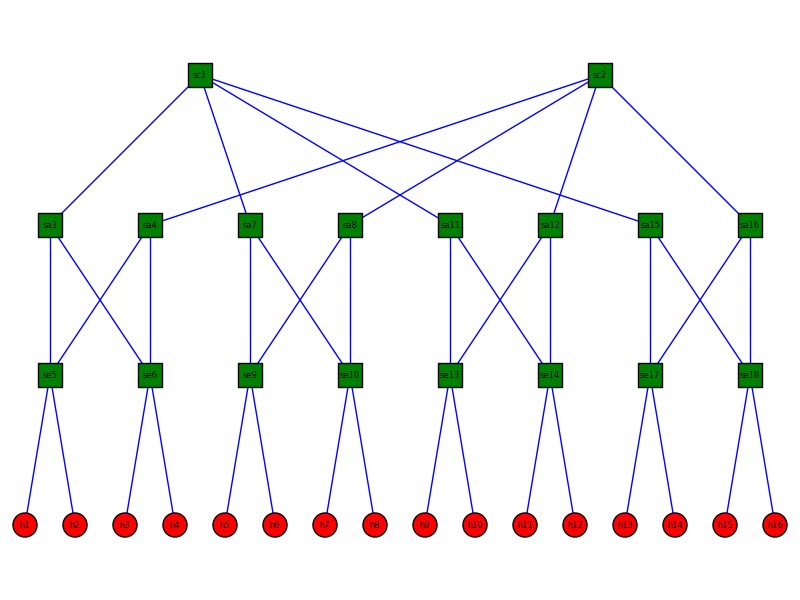 sc1 sc2
sa3 sa4 sa7 sa8 sa11 sa12 sa15 sa16
se5 se6 se9 se10 se13 se14 se17 se18
h1 h2 h3 h4 h5 h6 h7 h8 h9 h10 h11 h12 h13 h14 h15 h16